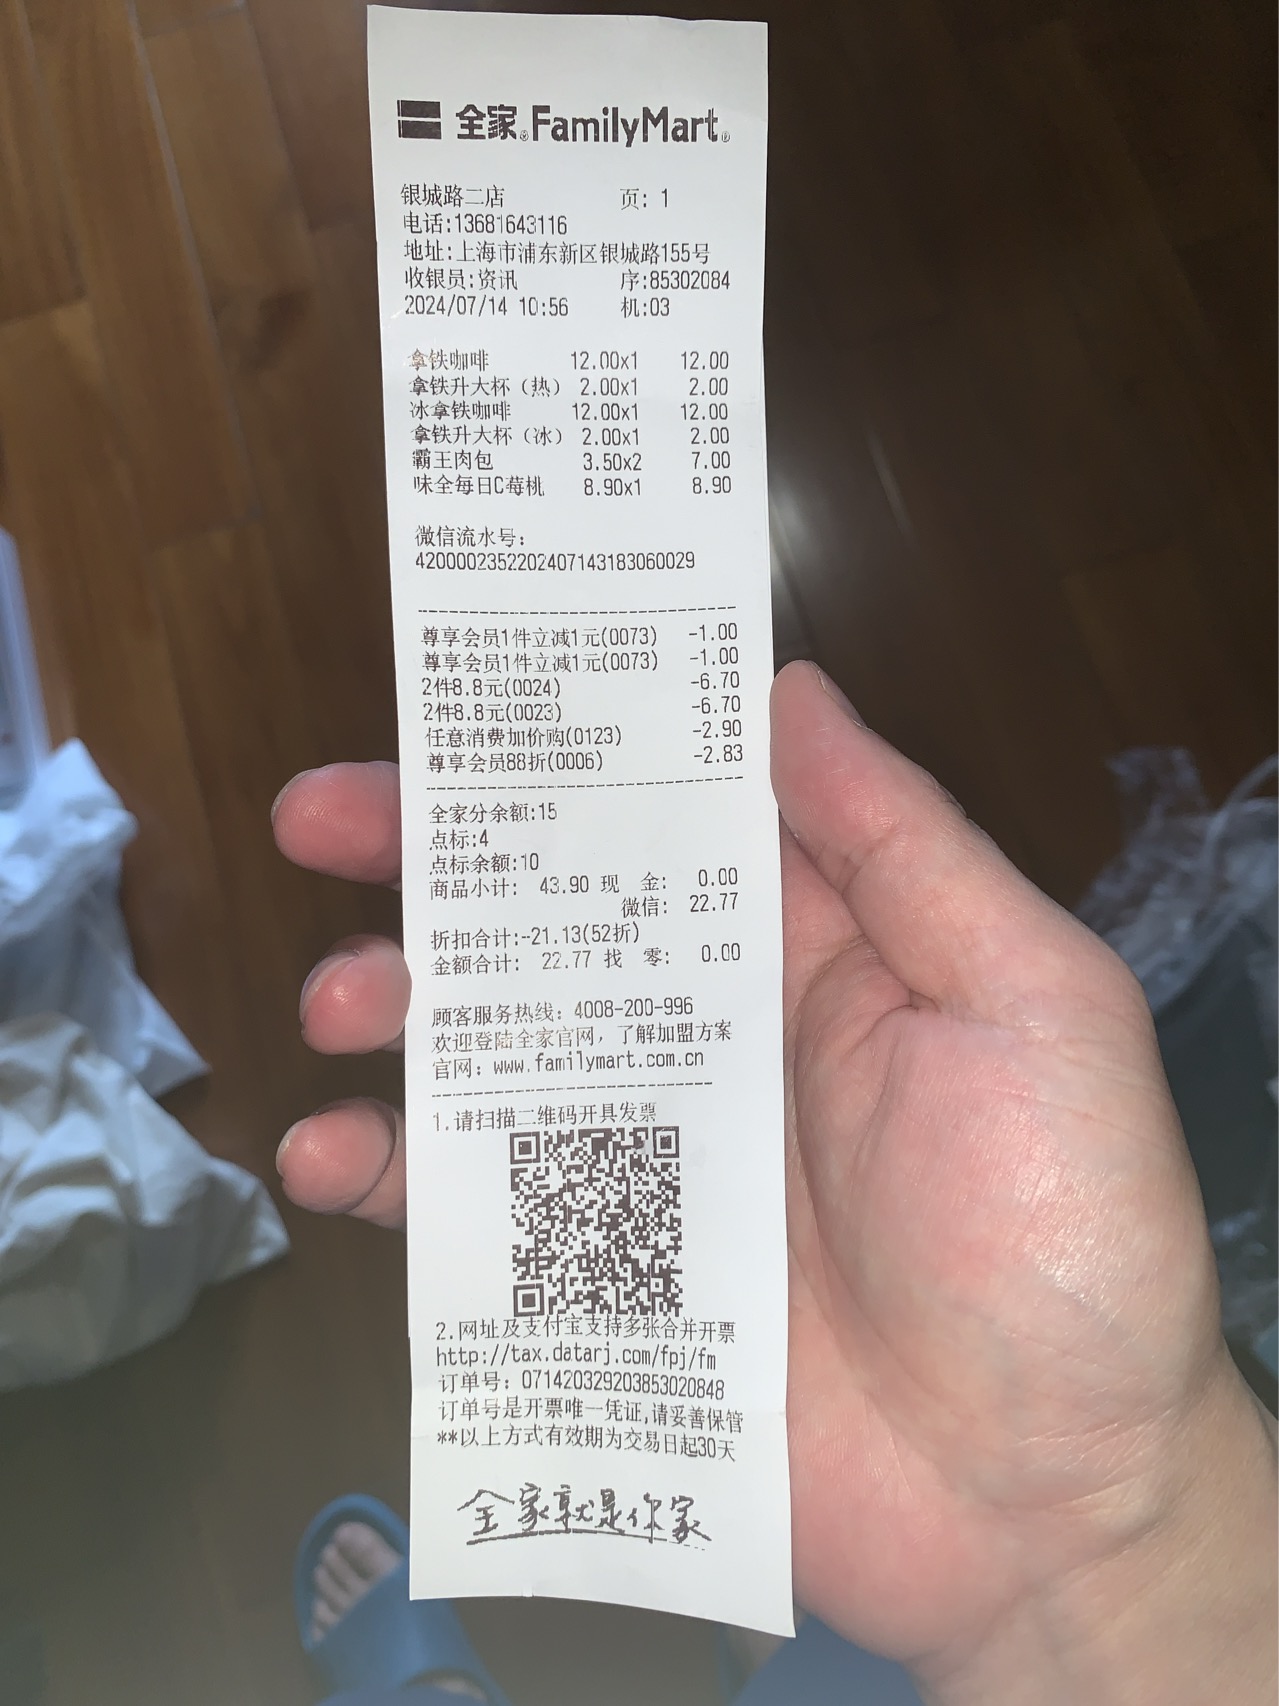 全家 FamilyMart
银城路二店 页: 1
电话:13681643116
地址:上海市浦东新区银城路155号
收银员:资讯 序:85302084
2024/07/14 10:56 机:03
拿铁咖啡 12.00x1 12.00
拿铁升大杯（热） 2.00x1 2.00
冰拿铁咖啡 12.00x1 12.00
拿铁升大杯（冰） 2.00x1 2.00
霸王肉包 3.50x2 7.00
味全每日C莓桃 8.90x1 8.90
微信流水号:
4200002352202407143183060029
尊享会员1件立减1元(0073) -1.00
尊享会员1件立减1元(0073) -1.00
2件8.8元(0024) -6.70
2件8.8元(0023) -6.70
任意消费加价购(0123) -2.90
尊享会员88折(0006) -2.83
全家分余额:15
点标:4
点标余额:10
商品小计: 43.90 现 金: 0.00
微信: 22.77
折扣合计:-21.13(52折)
金额合计: 22.77 找 零: 0.00
顾客服务热线: 4008-200-996
欢迎登陆全家官网，了解加盟方案
官网: www.familymart.com.cn
1.请扫描二维码开具发票
2.网址及支付宝支持多张合并开票
http://tax.datarj.com/fpj/fm
订单号: 071420329203853020848
订单号是开票唯一凭证,请妥善保管
**以上方式有效期为交易日起30天
全家就是你家